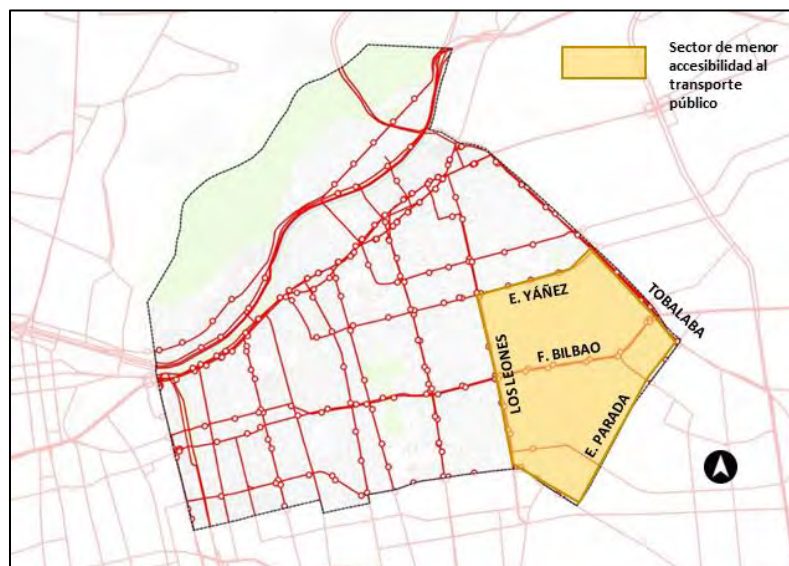 Sector de menor
accesibilidad al
transporte
público
E. YÁÑEZ
TOBALABA
F. BILBAO
LOS LEONES
E. PARADA